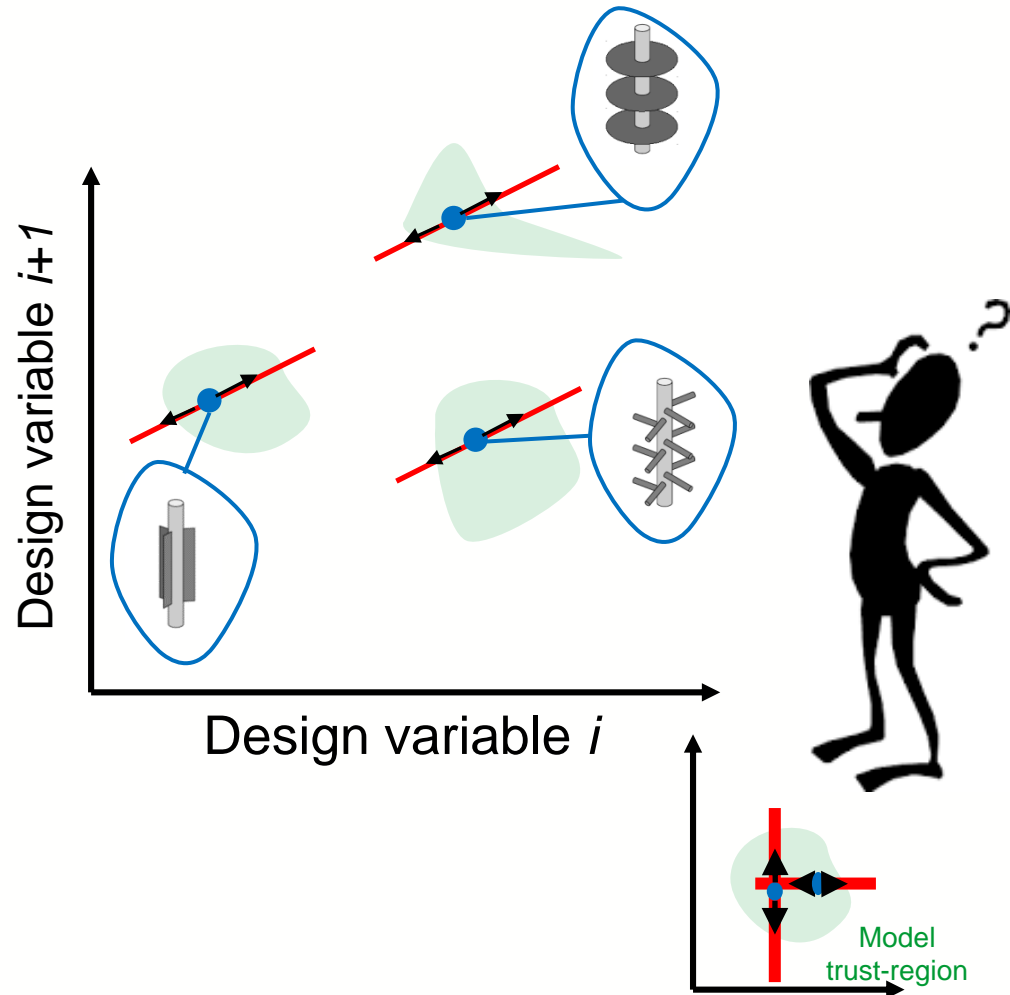 Design variable i+1
Design variable i
?
Model
trust-region